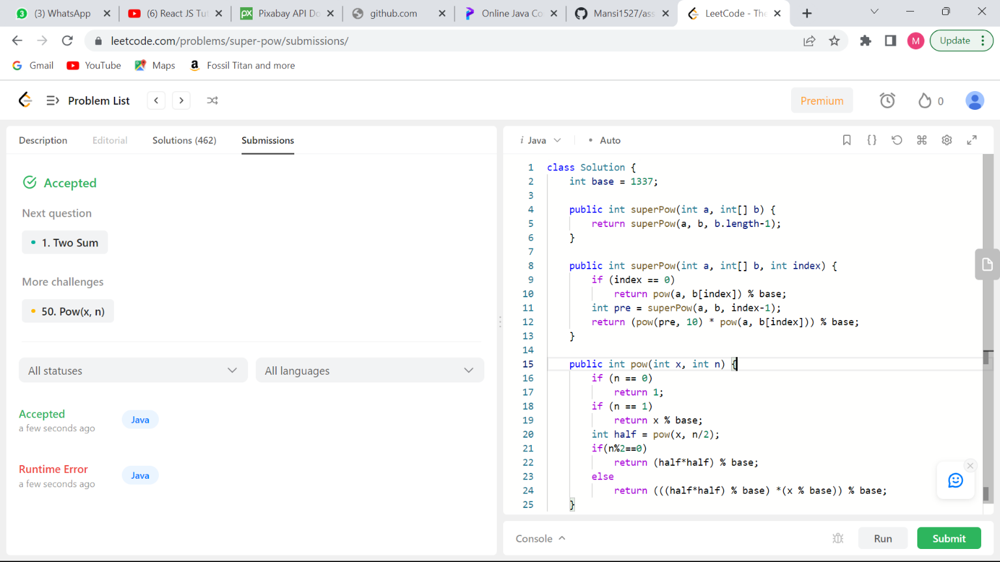 (3) WhatsApp
(6) React JS Tut
Pixabay API Do
github.com
Online Java Co
Mansi1527/ass
LeetCode - The
leetcode.com/problems/super-pow/submissions/
M
Update
Gmail
YouTube
Maps
Fossil Titan and more
Problem List
Premium
0
Description
Editorial
Solutions (462)
Submissions
i Java
• Auto
Accepted
Next question
• 1. Two Sum
More challenges
• 50. Pow(x, n)
All statuses
All languages
Accepted
a few seconds ago
Java
Runtime Error
a few seconds ago
Java
1 class Solution {
2 int base = 1337;
3
4 public int superPow(int a, int[] b) {
5 return superPow(a, b, b.length-1);
6 }
7
8 public int superPow(int a, int[] b, int index) {
9 if (index == 0)
10 return pow(a, b[index]) % base;
11 int pre = superPow(a, b, index-1);
12 return (pow(pre, 10) * pow(a, b[index])) % base;
13 }
14
15 public int pow(int x, int n) {
16 if (n == 0)
17 return 1;
18 if (n == 1)
19 return x % base;
20 int half = pow(x, n/2);
21 if(n%2==0)
22 return (half*half) % base;
23 else
24 return (((half*half) % base) *(x % base)) % base;
25 }
Console
Run
Submit